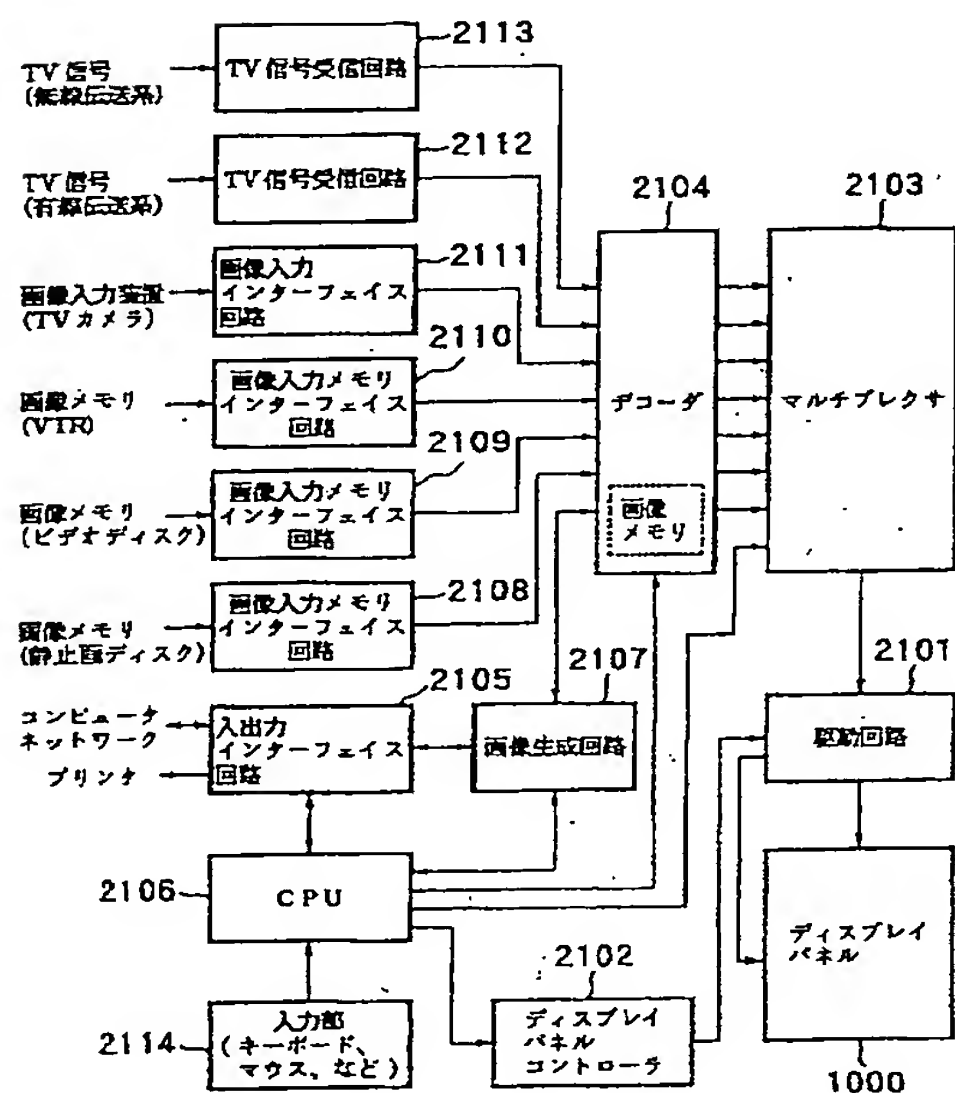 2113
TV信号
(無線伝送系)
TV信号受信回路
2112
TV信号
(有線伝送系)
TV信号受信回路
2104
2103
2111
画像入力装置
(TVカメラ)
画像入力
インターフェイス
回路
2110
画像メモリ
(VTR)
画像入力メモリ
インターフェイス
回路
デコーダ
マルチプレクサ
2109
画像メモリ
(ビデオディスク)
画像入力メモリ
インターフェイス
回路
画像
メモリ
2108
画像メモリ
(静止画ディスク)
画像入力メモリ
インターフェイス
回路
2107
2101
2105
コンピュータ
ネットワーク
プリンタ
入出力
インターフェイス
回路
画像生成回路
駆動回路
2106
CPU
ディスプレイ
パネル
2102
2114
入力部
(キーボード、
マウス、など)
ディスプレイ
パネル
コントローラ
1000